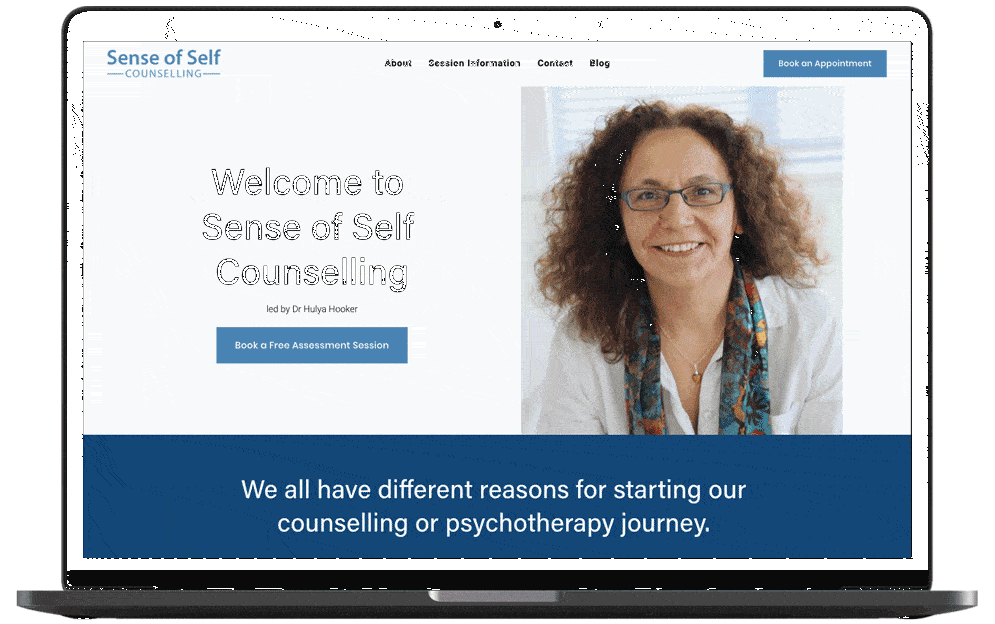 Sense of Self
COUNSELLING
About Session Information Contact Blog
Book an Appointment
Welcome to
Sense of Self
Counselling
led by Dr Hulya Hooker
Book a Free Assessment Session
We all have different reasons for starting our
counselling or psychotherapy journey.